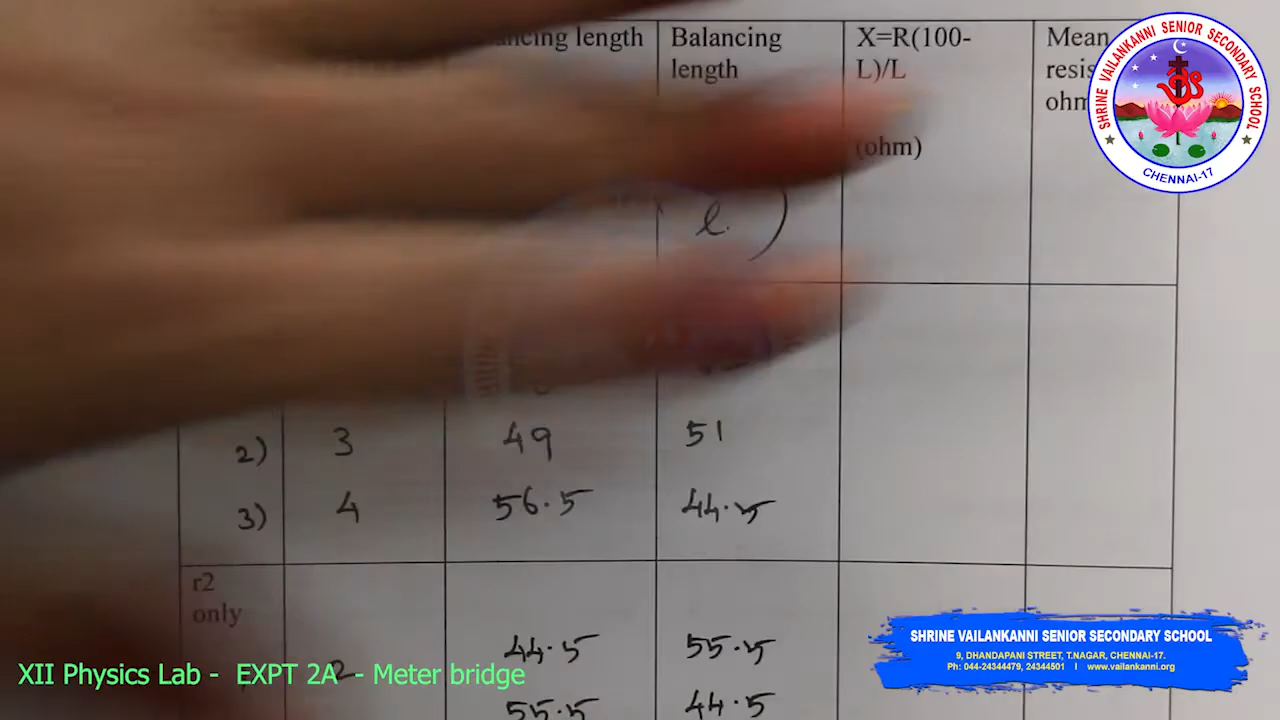 ancing length
Balancing
length
X=R(100-
L)/L
(ohm)
Mean
resis
ohm
l.
)
2) 3 49 51
3) 4 56.5 44.5
r2
only
2 44.5 55.5
55.5 44.5
SHRINE VAILANKANNI SENIOR SECONDARY SCHOOL
CHENNAI-17
XII Physics Lab - EXPT 2A - Meter bridge
SHRINE VAILANKANNI SENIOR SECONDARY SCHOOL
9, DHANDAPANI STREET, T.NAGAR, CHENNAI-17.
Ph: 044-24344479, 24344501 I www.vailankanni.org